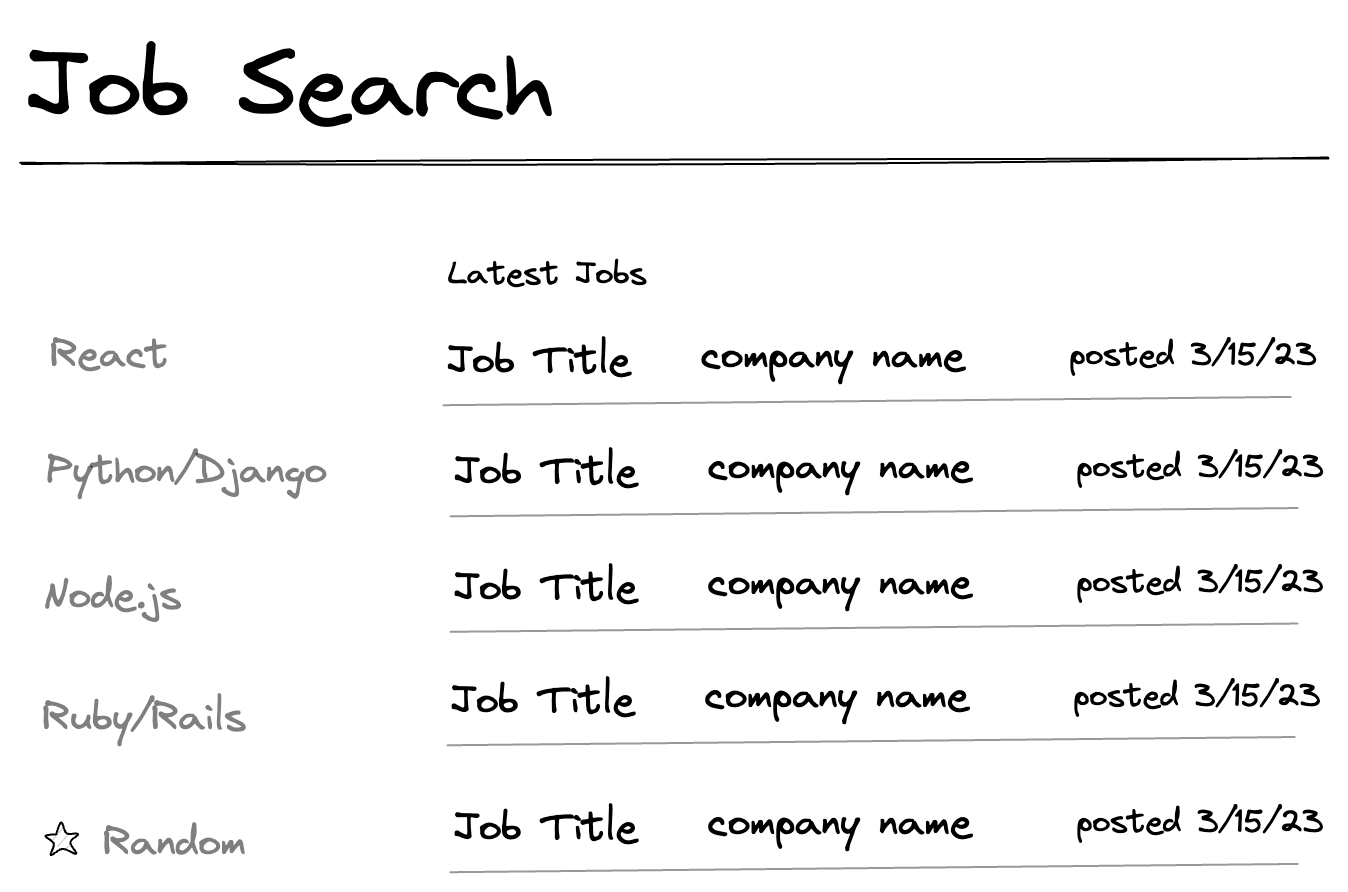 Job Search
Latest Jobs
React
Job Title company name posted 3/15/23
Python/Django
Job Title company name posted 3/15/23
Node.js
Job Title company name posted 3/15/23
Ruby/Rails
Job Title company name posted 3/15/23
Random
Job Title company name posted 3/15/23